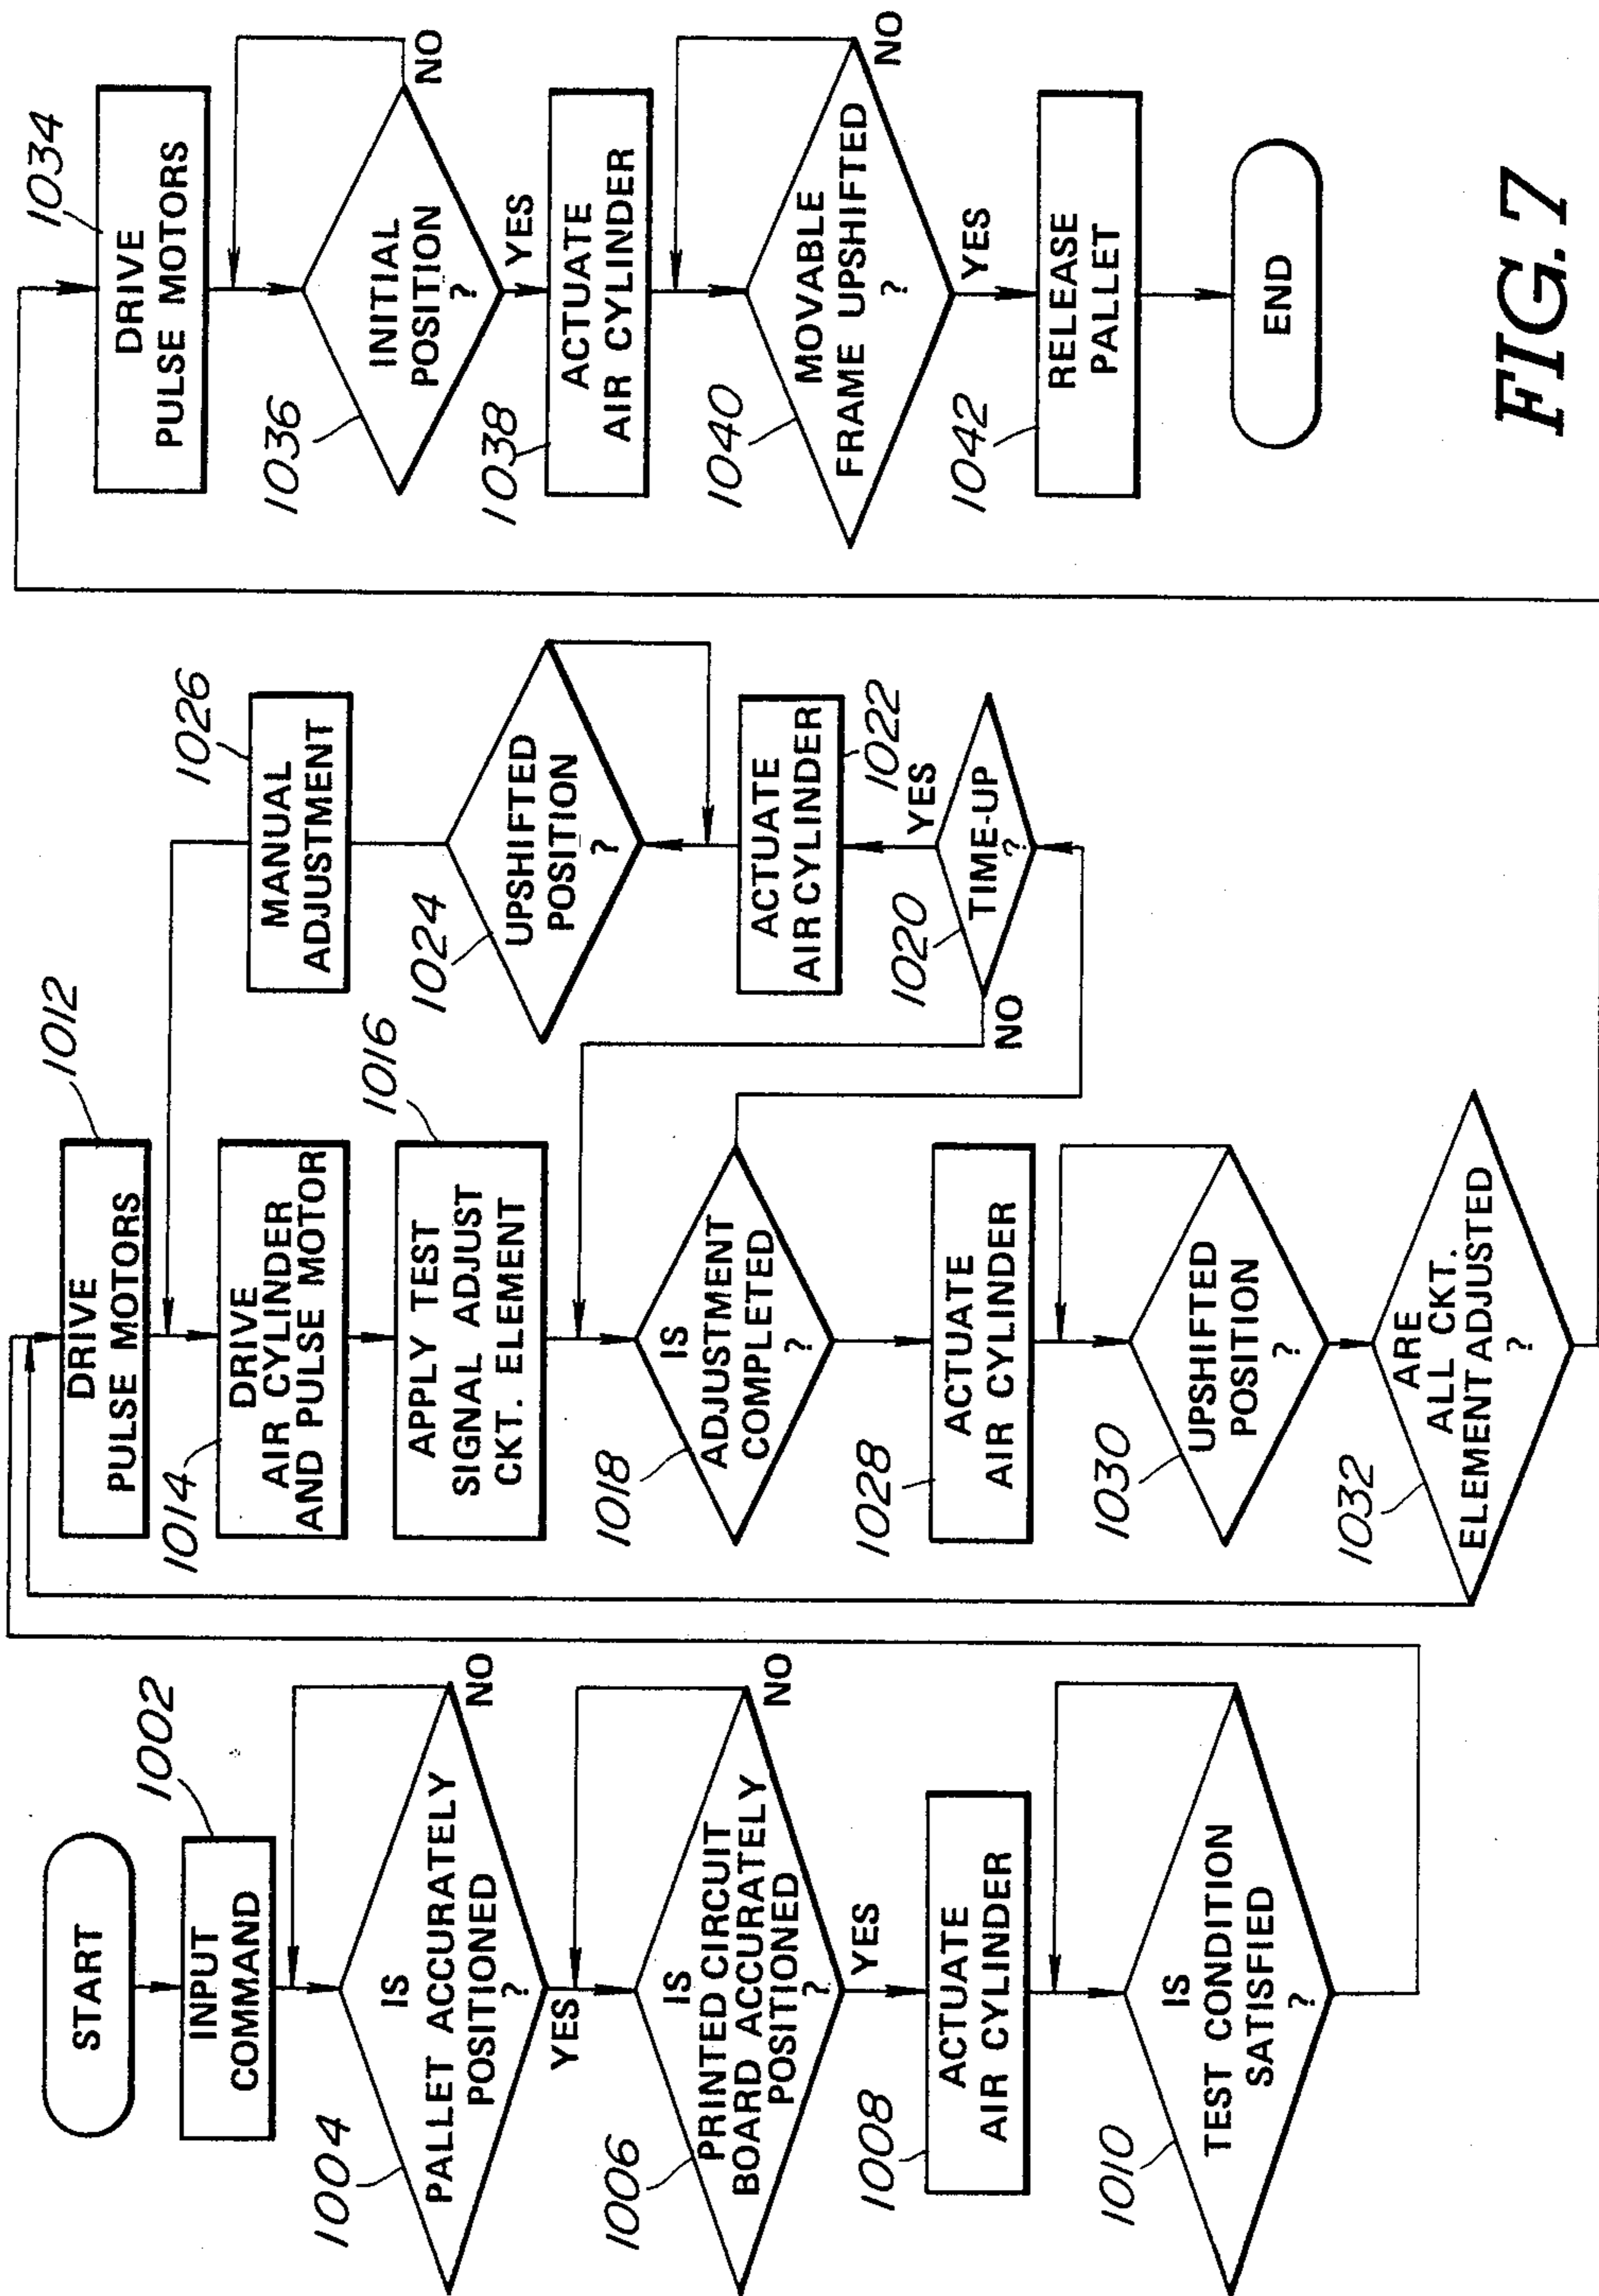 START
1002
INPUT
COMMAND
1004
IS
PALLET ACCURATELY
POSITIONED
?
NO
YES
1006
IS
PRINTED CIRCUIT
BOARD ACCURATELY
POSITIONED
?
NO
YES
1008
ACTUATE
AIR CYLINDER
1010
IS
TEST CONDITION
SATISFIED
?
1012
DRIVE
PULSE MOTORS
1014
DRIVE
AIR CYLINDER
AND PULSE MOTOR
1016
APPLY TEST
SIGNAL ADJUST
CKT. ELEMENT
1018
IS
ADJUSTMENT
COMPLETED
?
1028
ACTUATE
AIR CYLINDER
1030
UPSHIFTED
POSITION
?
1032
ARE
ALL CKT.
ELEMENT ADJUSTED
?
1026
MANUAL
ADJUSTMENT
1024
UPSHIFTED
POSITION
?
ACTUATE
AIR CYLINDER
1022
YES
1020
TIME-UP
?
NO
1034
DRIVE
PULSE MOTORS
1036
INITIAL
POSITION
?
NO
YES
1038
ACTUATE
AIR CYLINDER
1040
MOVABLE
FRAME UPSHIFTED
?
NO
YES
1042
RELEASE
PALLET
END
FIG. 7